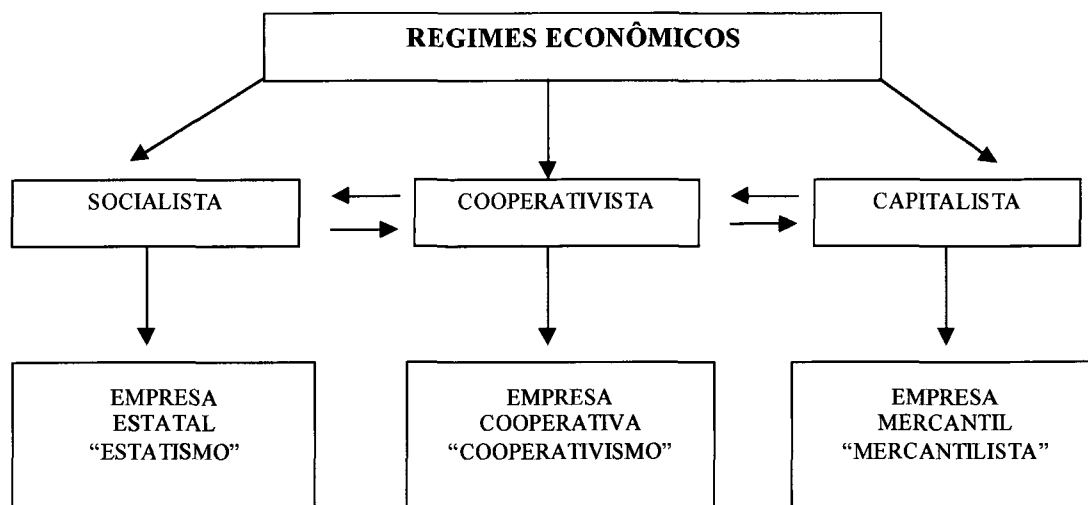 REGIMES ECONÔMICOS
SOCIALISTA
COOPERATIVISTA
CAPITALISTA
EMPRESA
ESTATAL
“ESTATISMO”
EMPRESA
COOPERATIVA
“COOPERATIVISMO”
EMPRESA
MERCANTIL
“MERCANTILISTA”